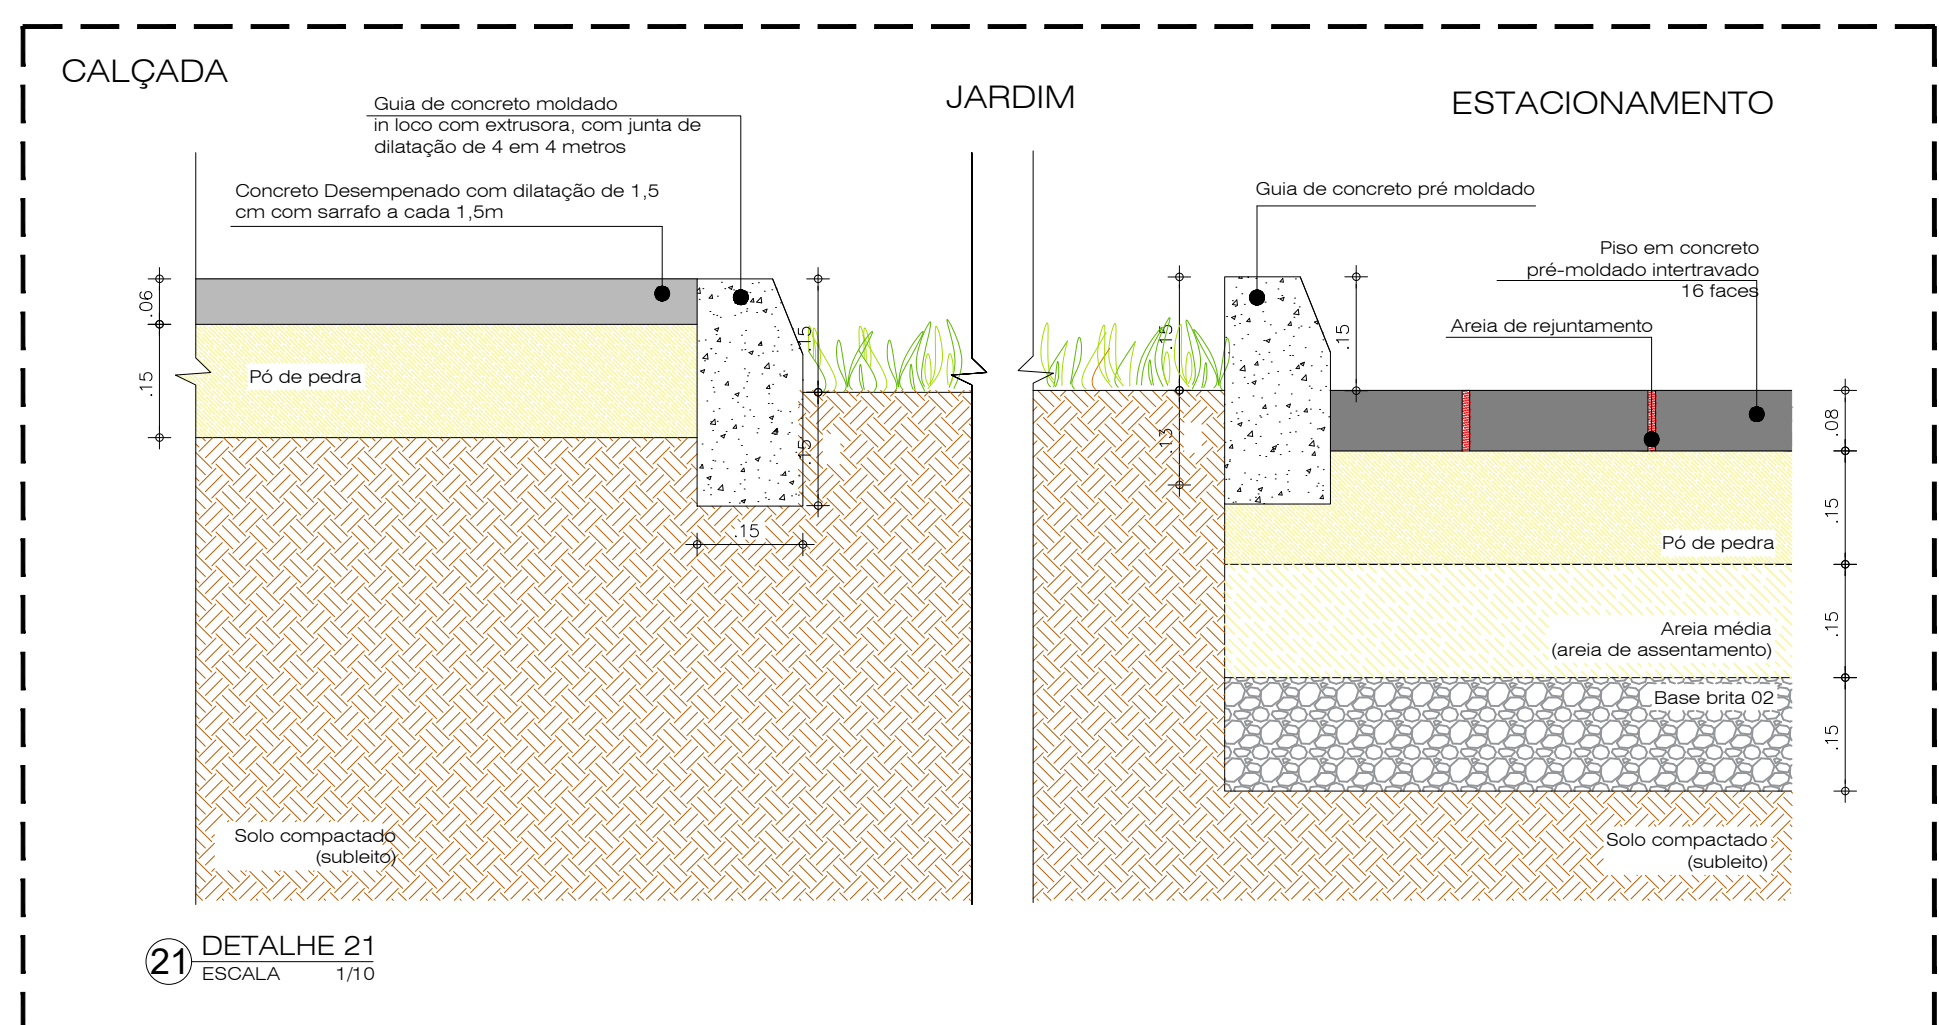 CALÇADA
JARDIM
ESTACIONAMENTO
Guia de concreto moldado
in loco com extrusora, com junta de
dilatação de 4 em 4 metros
Concreto Desempenado com dilatação de 1,5
cm com sarrafo a cada 1,5m
Guia de concreto pré moldado
Piso em concreto
pré-moldado intertravado
16 faces
Areia de rejuntamento
.06
.15
Pó de pedra
.15
.15
.15
.15
.13
.15
.08
.15
.15
.15
Pó de pedra
Areia média
(areia de assentamento)
Base brita 02
Solo compactado
(subleito)
Solo compactado
(subleito)
21
DETALHE 21
ESCALA 1/10